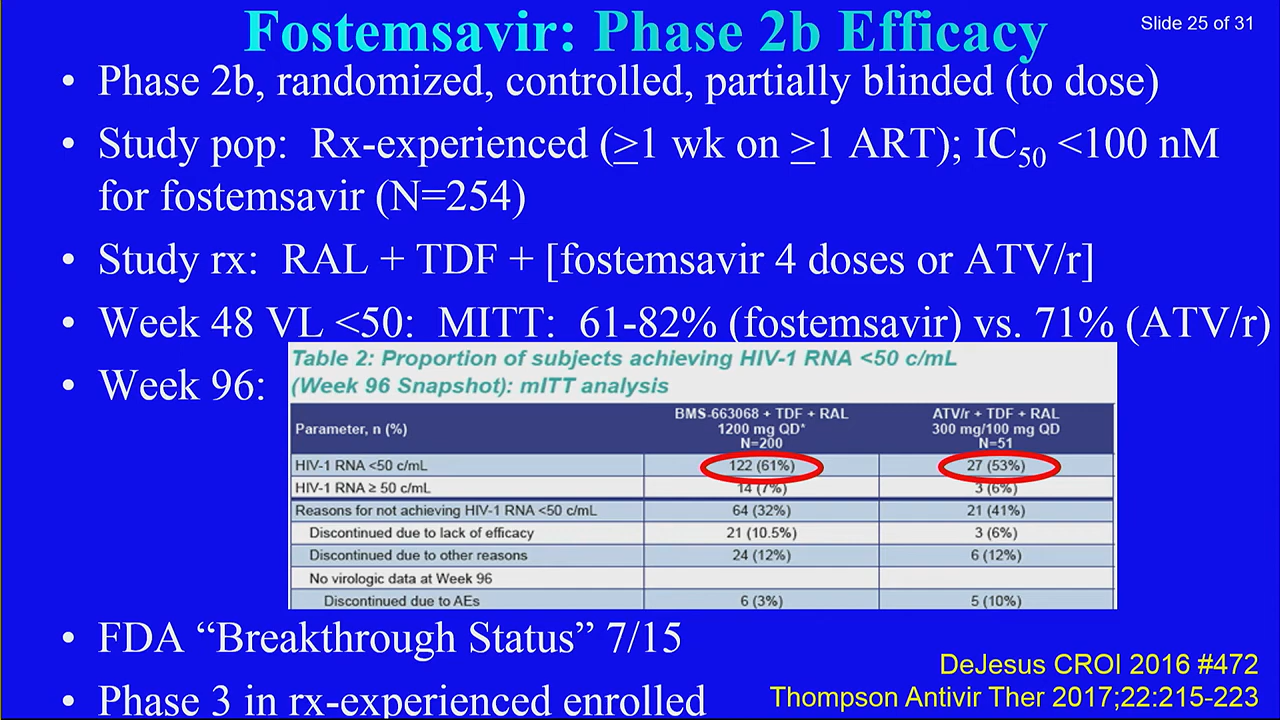 Fostemsavir: Phase 2b Efficacy
Slide 25 of 31
• Phase 2b, randomized, controlled, partially blinded (to dose)
• Study pop: Rx-experienced (≥1 wk on ≥1 ART); IC50 <100 nM
for fostemsavir (N=254)
• Study rx: RAL + TDF + [fostemsavir 4 doses or ATV/r]
• Week 48 VL <50: MITT: 61-82% (fostemsavir) vs. 71% (ATV/r)
• Week 96:
Table 2: Proportion of subjects achieving HIV-1 RNA <50 c/mL
(Week 96 Snapshot): mITT analysis
Parameter, n (%)
BMS-663068 + TDF + RAL
1200 mg QD*
N=200
ATV/r + TDF + RAL
300 mg/100 mg QD
N=51
HIV-1 RNA <50 c/mL 122 (61%) 27 (53%)
HIV-1 RNA ≥ 50 c/mL 14 (7%) 3 (6%)
Reasons for not achieving HIV-1 RNA <50 c/mL 64 (32%) 21 (41%)
Discontinued due to lack of efficacy 21 (10.5%) 3 (6%)
Discontinued due to other reasons 24 (12%) 6 (12%)
No virologic data at Week 96
Discontinued due to AEs 6 (3%) 5 (10%)
• FDA “Breakthrough Status” 7/15
• Phase 3 in rx-experienced enrolled
DeJesus CROI 2016 #472
Thompson Antivir Ther 2017;22:215-223